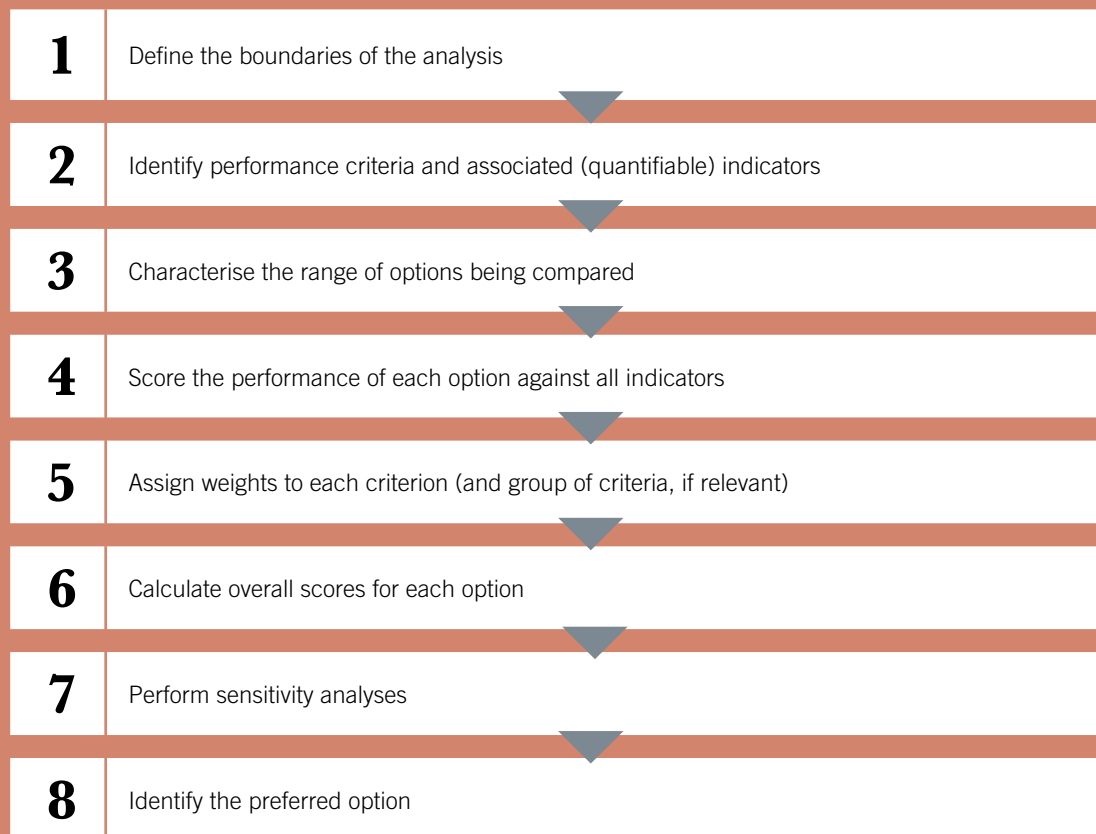 1 Define the boundaries of the analysis
2 Identify performance criteria and associated (quantifiable) indicators
3 Characterise the range of options being compared
4 Score the performance of each option against all indicators
5 Assign weights to each criterion (and group of criteria, if relevant)
6 Calculate overall scores for each option
7 Perform sensitivity analyses
8 Identify the preferred option